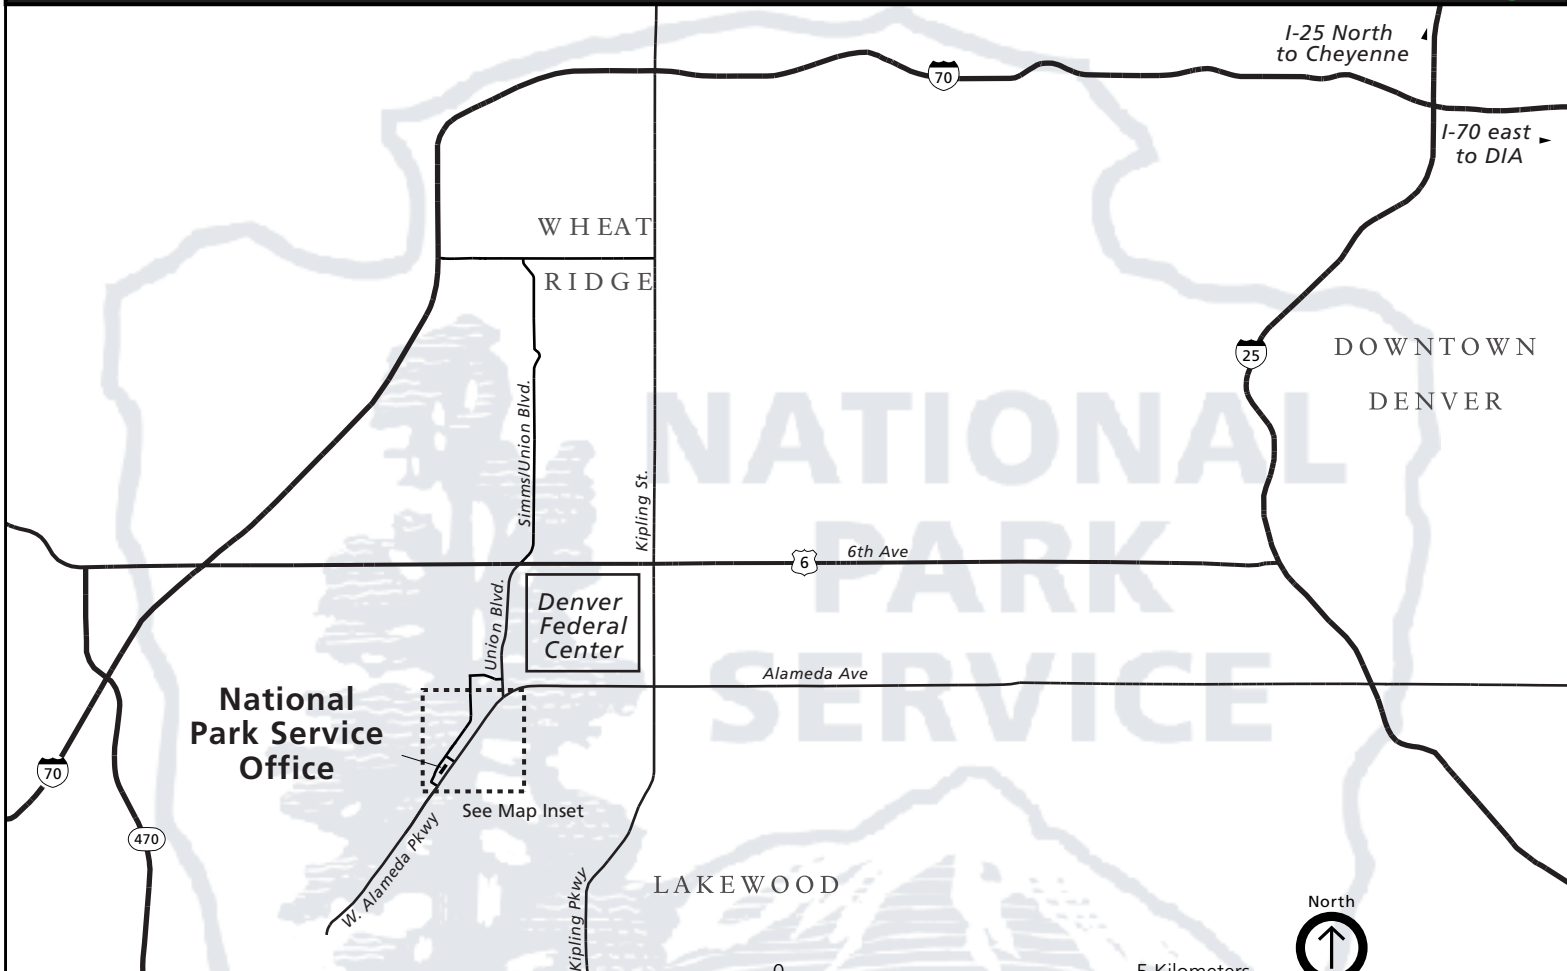 I-25 North
to Cheyenne
70
I-70 east
to DIA
WHEAT
RIDGE
DOWNTOWN
DENVER
25
Simms/Union Blvd.
Kipling St.
NATIONAL
PARK
SERVICE
6th Ave
6
Union Blvd.
Denver
Federal
Center
Alameda Ave
National
Park Service
Office
70
See Map Inset
470
W. Alameda Pkwy
Kipling Pkwy
LAKEWOOD
North
0
5 Kilometers